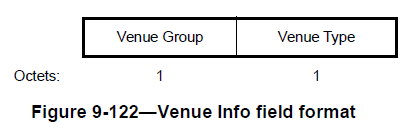 Venue Group Venue Type
Octets: 1 1
Figure 9-122—Venue Info field format